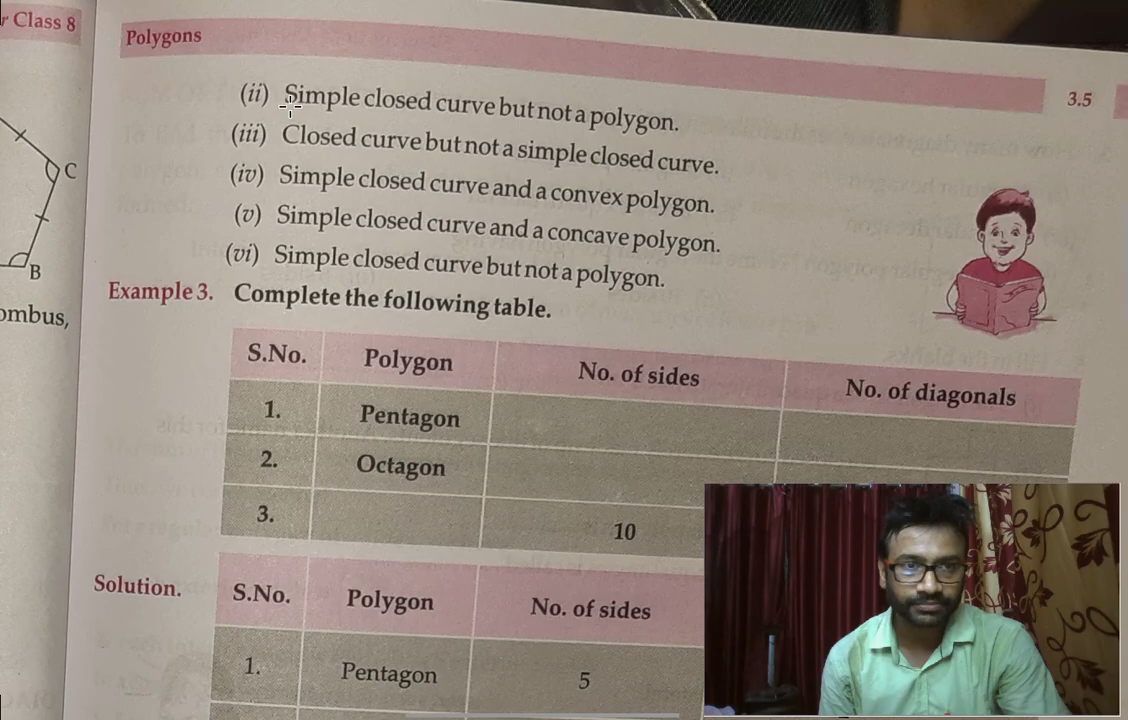 r Class 8
Polygons
3.5
(ii) Simple closed curve but not a polygon.
(iii) Closed curve but not a simple closed curve.
(iv) Simple closed curve and a convex polygon.
(v) Simple closed curve and a concave polygon.
(vi) Simple closed curve but not a polygon.
C
B
ombus,
Example 3. Complete the following table.
S.No. Polygon No. of sides No. of diagonals
1. Pentagon
2. Octagon
3. 10
Solution.
S.No. Polygon No. of sides
1. Pentagon 5